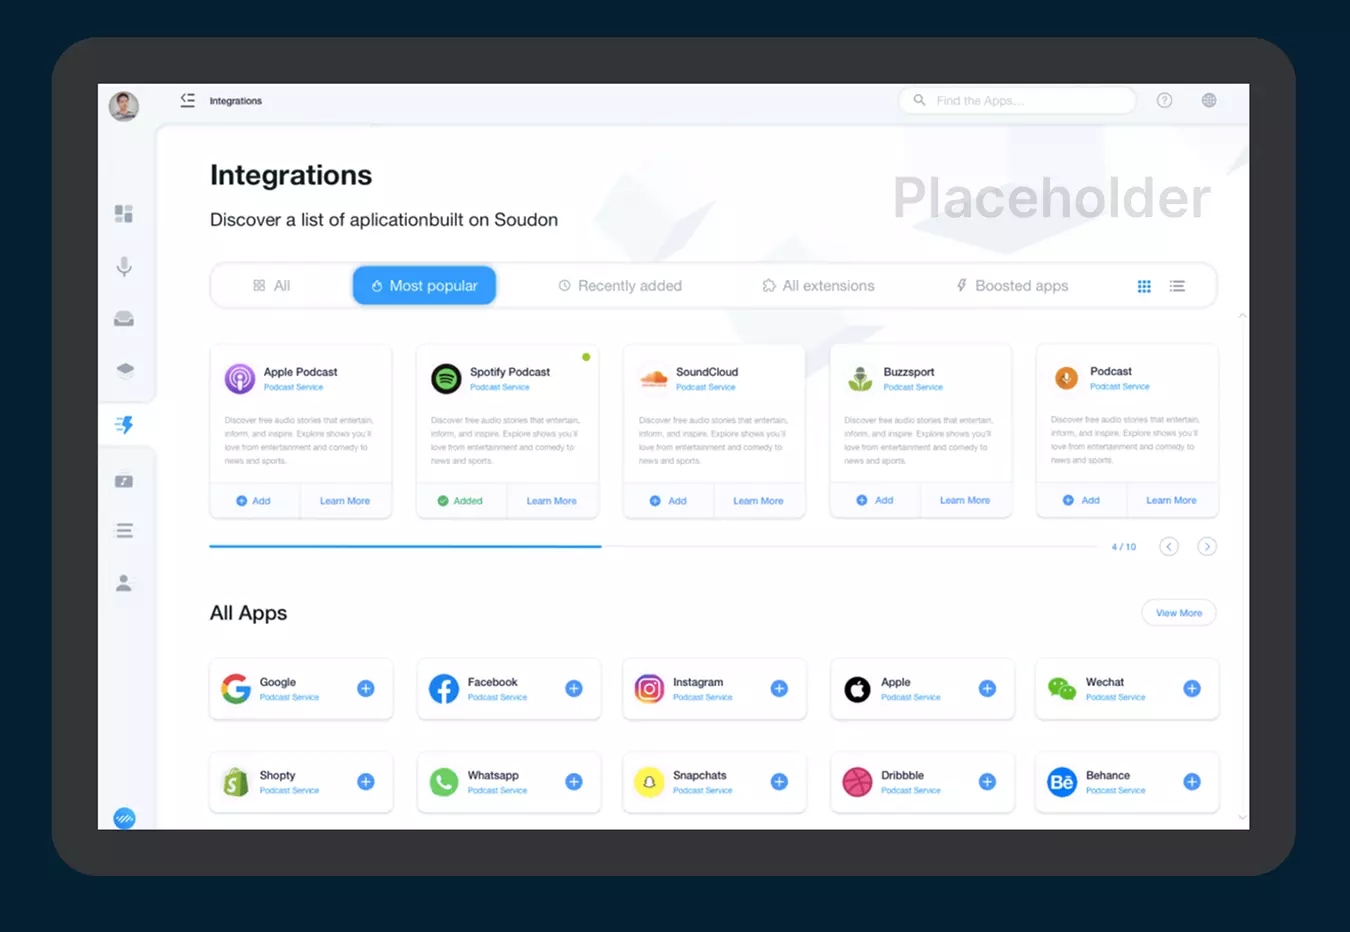 Integrations
Find the Apps...
Integrations
Discover a list of aplicationbuilt on Soudon
Placeholder
All
Most popular
Recently added
All extensions
Boosted apps
Apple Podcast
Podcast Service
Discover free audio stories that entertain,
inform, and inspire. Explore shows you'll
love from entertainment and comedy to
news and sports.
Add
Learn More
Spotify Podcast
Podcast Service
Discover free audio stories that entertain,
inform, and inspire. Explore shows you'll
love from entertainment and comedy to
news and sports.
Added
Learn More
SoundCloud
Podcast Service
Discover free audio stories that entertain,
inform, and inspire. Explore shows you'll
love from entertainment and comedy to
news and sports.
Add
Learn More
Buzzsport
Podcast Service
Discover free audio stories that entertain,
inform, and inspire. Explore shows you'll
love from entertainment and comedy to
news and sports.
Add
Learn More
Podcast
Podcast Service
Discover free audio stories that entertain,
inform, and inspire. Explore shows you'll
love from entertainment and comedy to
news and sports.
Add
Learn More
4 / 10
All Apps
View More
Google
Podcast Service
Facebook
Podcast Service
Instagram
Podcast Service
Apple
Podcast Service
Wechat
Podcast Service
Shopty
Podcast Service
Whatsapp
Podcast Service
Snapchats
Podcast Service
Dribbble
Podcast Service
Bē
Behance
Podcast Service